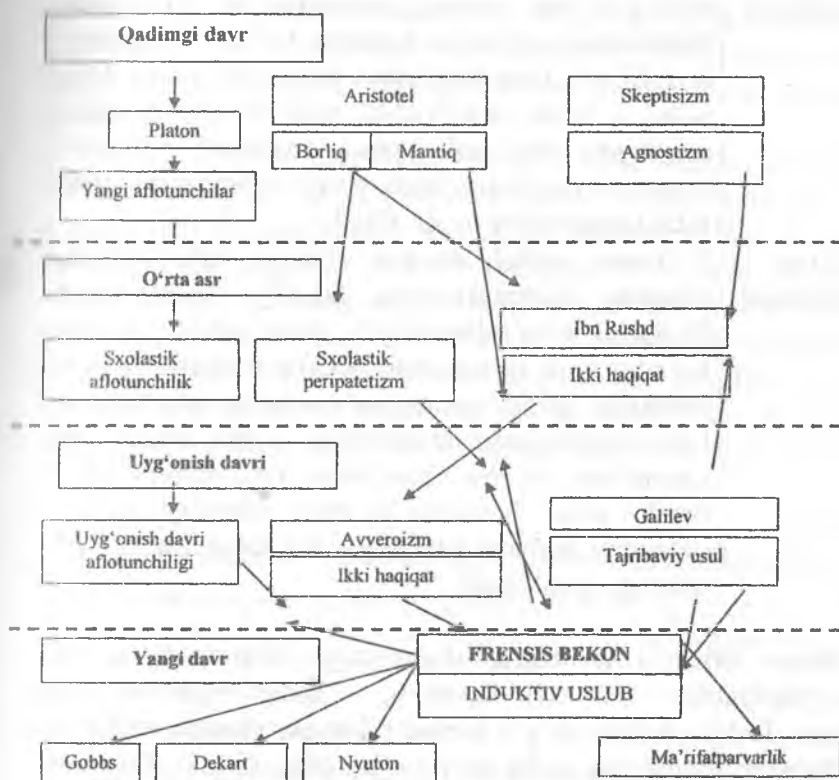 Qadimgi davr
Aristotel
Skeptisizm
Platon
Borliq
Mantiq
Agnostizm
Yangi aflotunchilar
O‘rta asr
Ibn Rushd
Sxolastik
aflotunchilik
Sxolastik
peripatetizm
Ikki haqiqat
Uyg‘onish davri
Galilev
Uyg‘onish davri
aflotunchiligi
Avveroizm
Tajribaviy usul
Ikki haqiqat
Yangi davr
FRENSIS BEKON
INDUKTIV USLUB
Gobbs
Dekart
Nyuton
Ma’rifatparvarlik